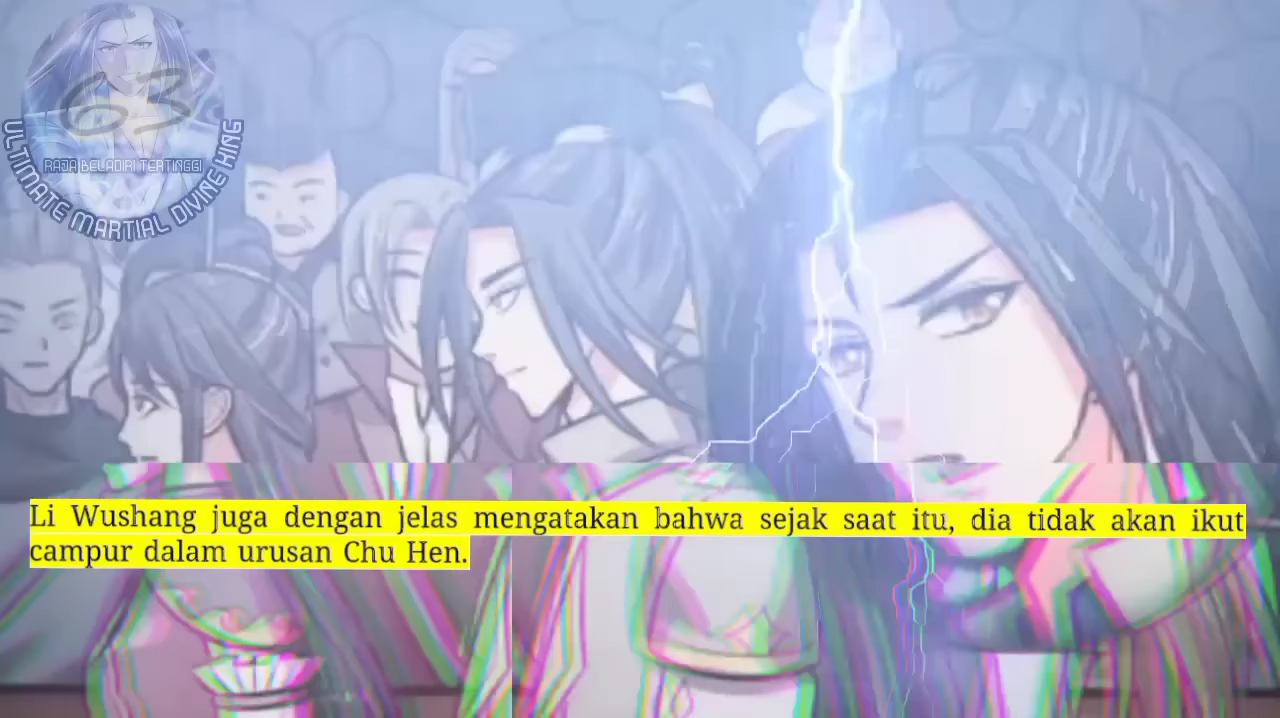 63
RAJA BELADIRI TERTINGGI
ULTIMATE MARTIAL DIVINE KING
Li Wushang juga dengan jelas mengatakan bahwa sejak saat itu, dia tidak akan ikut
campur dalam urusan Chu Hen.